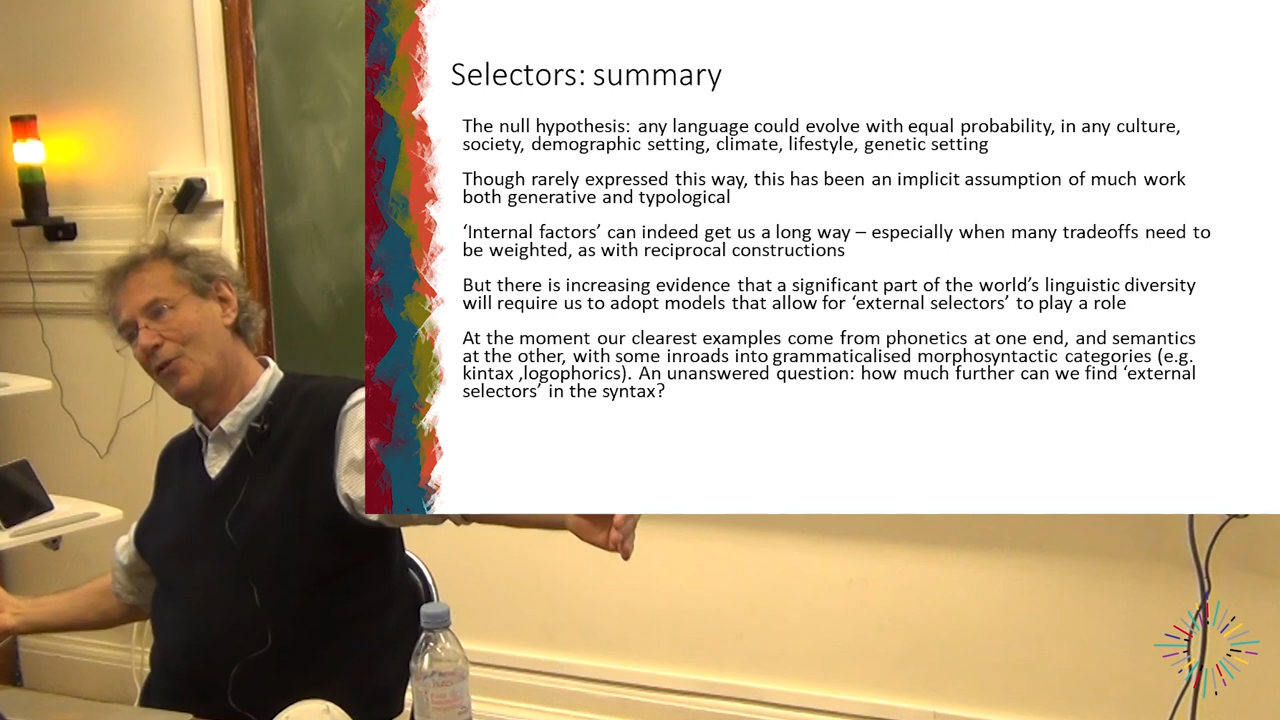 Selectors: summary
The null hypothesis: any language could evolve with equal probability, in any culture,
society, demographic setting, climate, lifestyle, genetic setting
Though rarely expressed this way, this has been an implicit assumption of much work
both generative and typological
‘Internal factors’ can indeed get us a long way – especially when many tradeoffs need to
be weighted, as with reciprocal constructions
But there is increasing evidence that a significant part of the world’s linguistic diversity
will require us to adopt models that allow for ‘external selectors’ to play a role
At the moment our clearest examples come from phonetics at one end, and semantics
at the other, with some inroads into grammaticalised morphosyntactic categories (e.g.
kintax ,logophorics). An unanswered question: how much further can we find ‘external
selectors’ in the syntax?